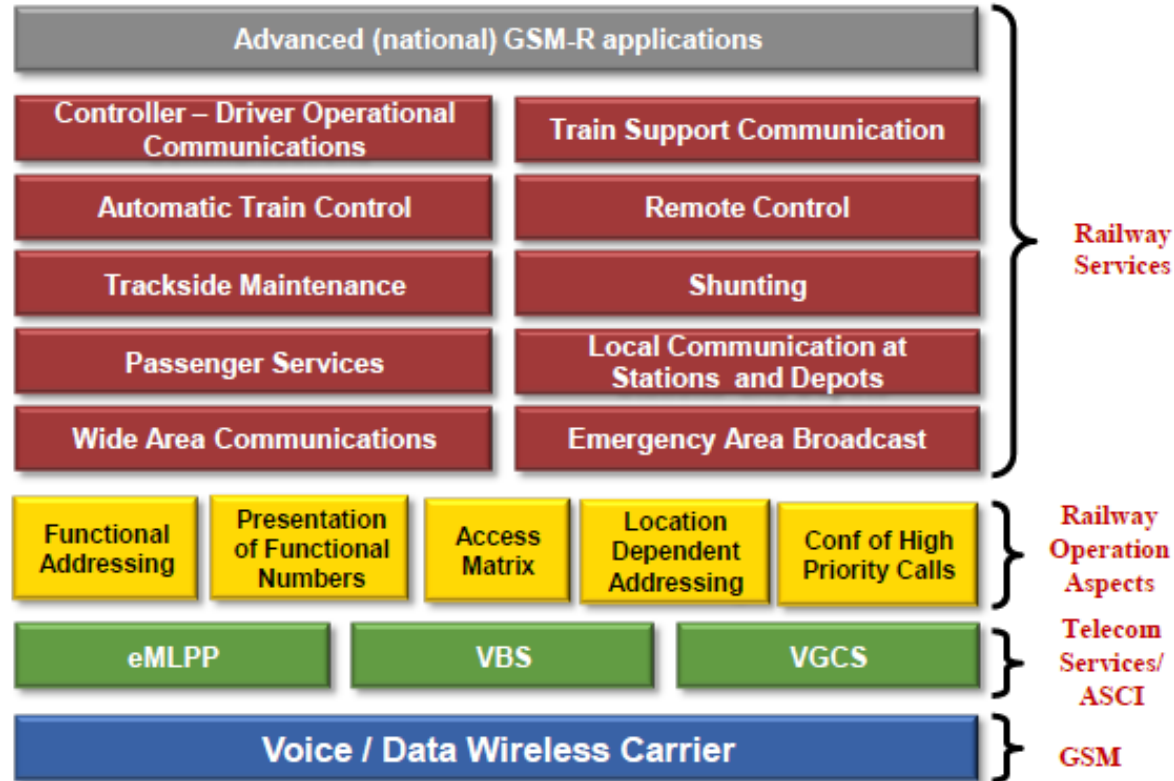 Advanced (national) GSM-R applications
Controller – Driver Operational
Communications
Train Support Communication
Automatic Train Control
Remote Control
Trackside Maintenance
Shunting
Passenger Services
Local Communication at
Stations and Depots
Wide Area Communications
Emergency Area Broadcast
Railway
Services
Functional
Addressing
Presentation
of Functional
Numbers
Access
Matrix
Location
Dependent
Addressing
Conf of High
Priority Calls
Railway
Operation
Aspects
eMLPP
VBS
VGCS
Telecom
Services/
ASCI
Voice / Data Wireless Carrier
GSM